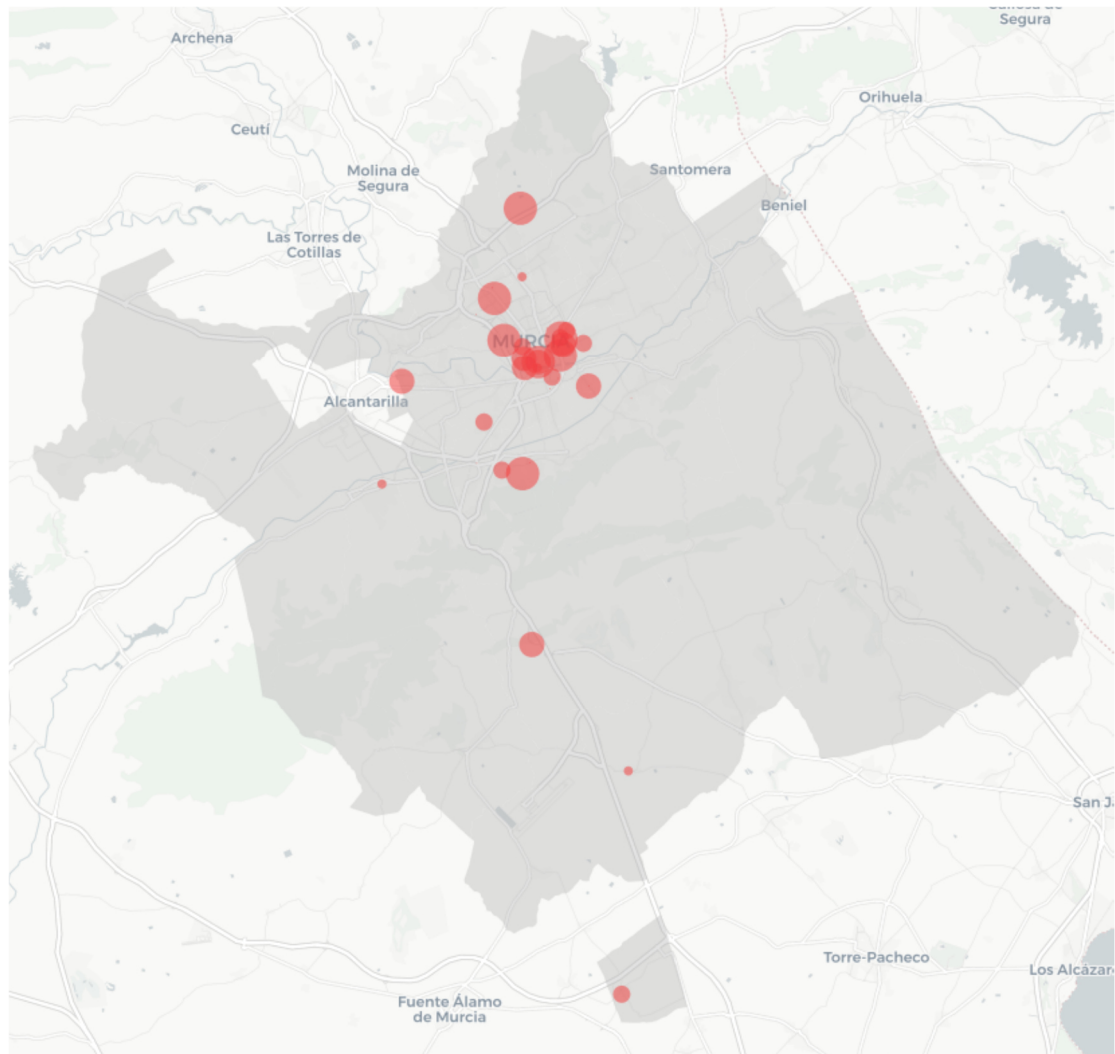 Segura
Archena
Orihuela
Ceutí
Molina de
Segura
Santomera
Beniel
Las Torres de
Cotillas
MURCIA
Alcantarilla
San J
Torre-Pacheco
Los Alcázar
Fuente Álamo
de Murcia